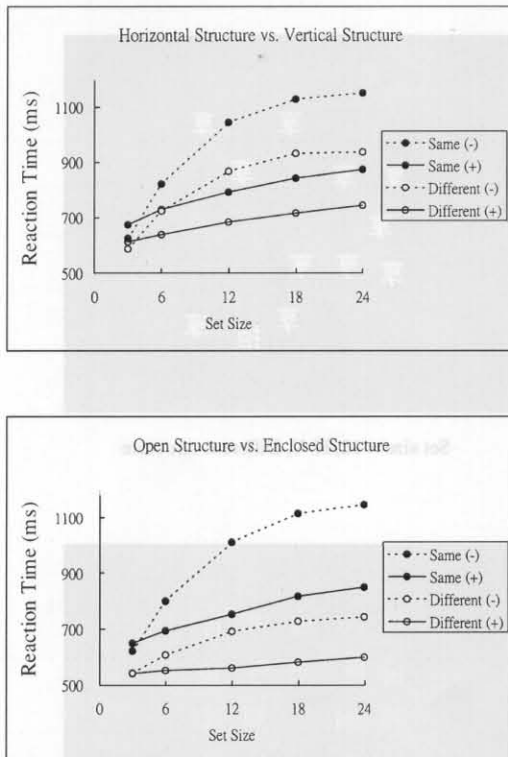 Horizontal Structure vs. Vertical Structure
Reaction Time (ms)
1100
900
700
500
0 6 12 18 24
Set Size
Same (-)
Same (+)
Different (-)
Different (+)
Open Structure vs. Enclosed Structure
Reaction Time (ms)
1100
900
700
500
0 6 12 18 24
Set Size
Same (-)
Same (+)
Different (-)
Different (+)